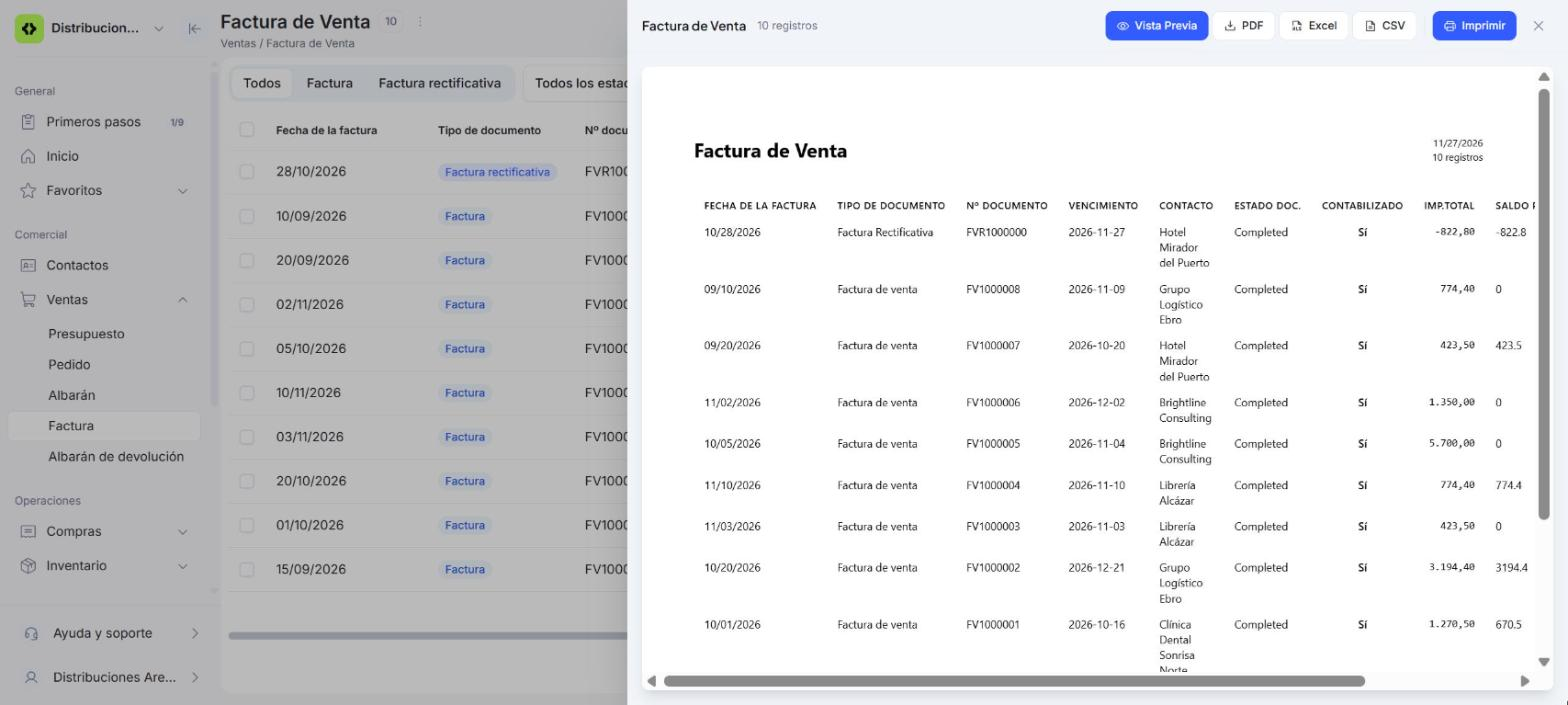 Distribucion...
General
Primeros pasos 1/9
Inicio
Favoritos
Comercial
Contactos
Ventas
Presupuesto
Pedido
Albarán
Factura
Albarán de devolución
Operaciones
Compras
Inventario
Ayuda y soporte
Distribuciones Are...
Factura de Venta 10
Ventas / Factura de Venta
Todos Factura Factura rectificativa Todos los estad
Fecha de la factura Tipo de documento Nº docu
28/10/2026 Factura rectificativa FVR100
10/09/2026 Factura FV1000
20/09/2026 Factura FV1000
02/11/2026 Factura FV1000
05/10/2026 Factura FV1000
10/11/2026 Factura FV1000
03/11/2026 Factura FV1000
20/10/2026 Factura FV1000
01/10/2026 Factura FV1000
15/09/2026 Factura FV1000
Factura de Venta 10 registros Vista Previa PDF Excel CSV Imprimir
Factura de Venta
11/27/2026
10 registros
FECHA DE LA FACTURA TIPO DE DOCUMENTO Nº DOCUMENTO VENCIMIENTO CONTACTO ESTADO DOC. CONTABILIZADO IMP.TOTAL SALDO
10/28/2026 Factura Rectificativa FVR1000000 2026-11-27 Hotel Completed Sí -822,80 -822.8
Mirador
del Puerto
09/10/2026 Factura de venta FV1000008 2026-11-09 Grupo Completed Sí 774,40 0
Logístico
Ebro
09/20/2026 Factura de venta FV1000007 2026-10-20 Hotel Completed Sí 423,50 423.5
Mirador
del Puerto
11/02/2026 Factura de venta FV1000006 2026-12-02 Brightline Completed Sí 1.350,00 0
Consulting
10/05/2026 Factura de venta FV1000005 2026-11-04 Brightline Completed Sí 5.700,00 0
Consulting
11/10/2026 Factura de venta FV1000004 2026-11-10 Librería Completed Sí 774,40 774.4
Alcázar
11/03/2026 Factura de venta FV1000003 2026-11-03 Librería Completed Sí 423,50 0
Alcázar
10/20/2026 Factura de venta FV1000002 2026-12-21 Grupo Completed Sí 3.194,40 3194.4
Logístico
Ebro
10/01/2026 Factura de venta FV1000001 2026-10-16 Clínica Completed Sí 1.270,50 670.5
Dental
Sonrisa
Norte